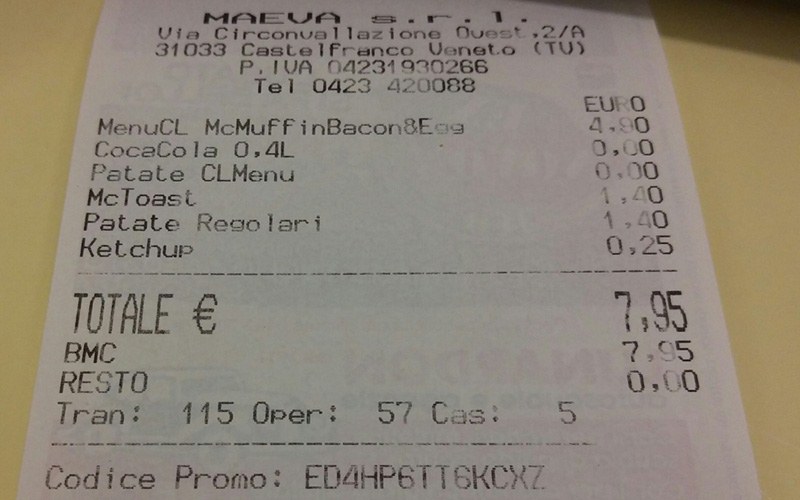 MAEVA s.r.l.
Via Circonvallazione Ovest,2/A
31033 Castelfranco Veneto (TV)
P.IVA 04231930266
Tel 0423 420088
EURO
MenuCL McMuffinBacon&Egg 4,90
CocaCola 0,4L 0,00
Patate CLMenu 0,00
McToast 1,40
Patate Regolari 1,40
Ketchup 0,25
TOTALE € 7,95
BMC 7,95
RESTO 0,00
Tran: 115 Oper: 57 Cas: 5
Codice Promo: ED4HP6TT6KCXZ